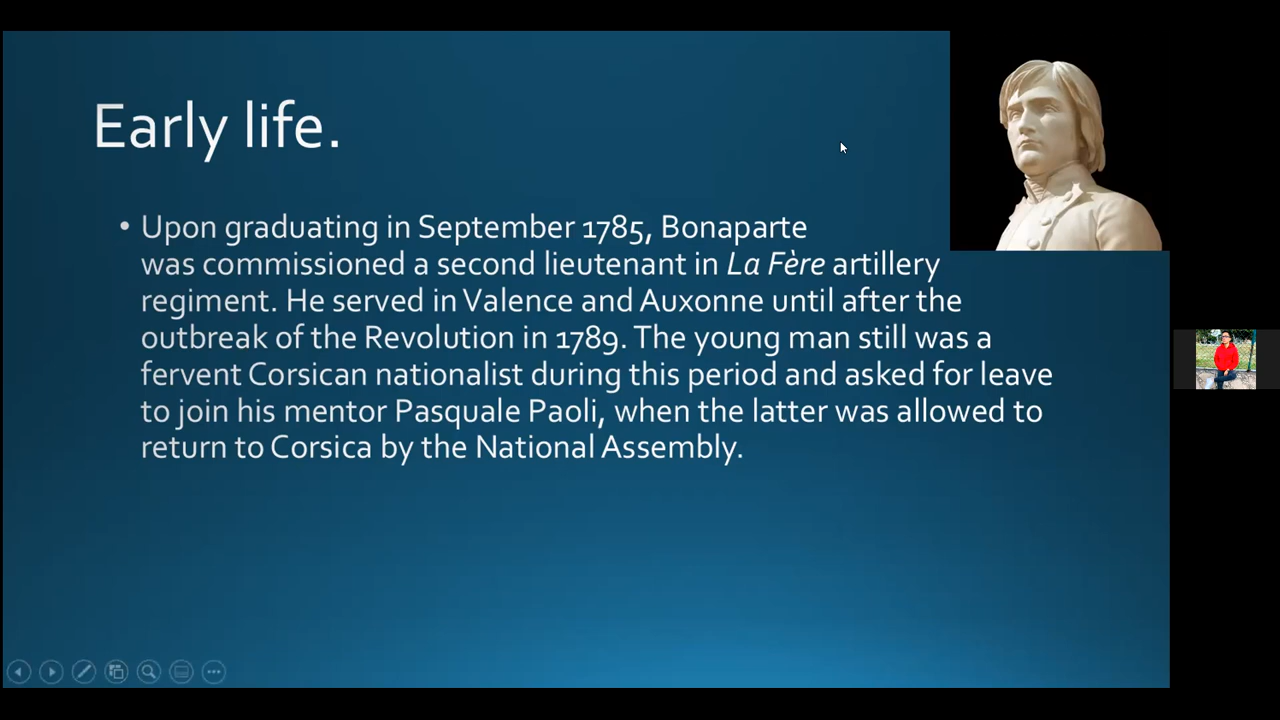 Early life.
• Upon graduating in September 1785, Bonaparte
was commissioned a second lieutenant in La Fère artillery
regiment. He served in Valence and Auxonne until after the
outbreak of the Revolution in 1789. The young man still was a
fervent Corsican nationalist during this period and asked for leave
to join his mentor Pasquale Paoli, when the latter was allowed to
return to Corsica by the National Assembly.